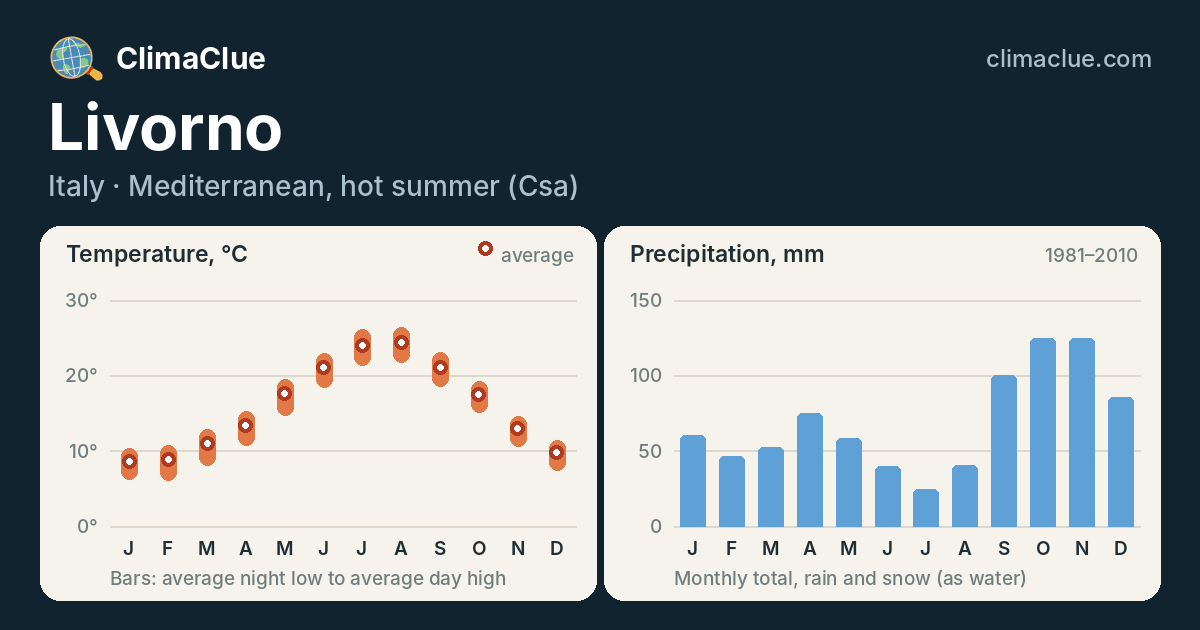 ClimaClue
climaclue.com
Livorno
Italy · Mediterranean, hot summer (Csa)
Temperature, °C
average
30°
20°
10°
0°
J F M A M J J A S O N D
Bars: average night low to average day high
Precipitation, mm
1981–2010
150
100
50
0
J F M A M J J A S O N D
Monthly total, rain and snow (as water)